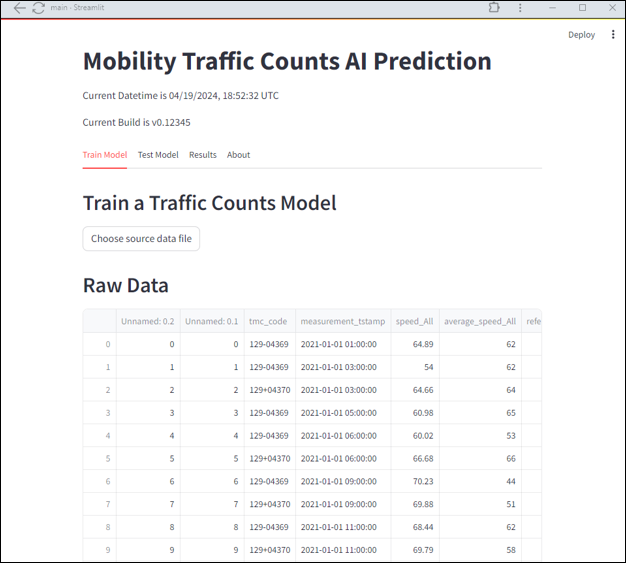 main - Streamlit
Deploy
Mobility Traffic Counts AI Prediction
Current Datetime is 04/19/2024, 18:52:32 UTC
Current Build is v0.12345
Train Model Test Model Results About
Train a Traffic Counts Model
Choose source data file
Raw Data
Unnamed: 0.2 Unnamed: 0.1 tmc_code measurement_tstamp speed_All average_speed_All refe
0 0 0 129-04369 2021-01-01 01:00:00 64.89 62
1 1 1 129-04369 2021-01-01 03:00:00 54 62
2 2 2 129+04370 2021-01-01 03:00:00 64.66 64
3 3 3 129-04369 2021-01-01 05:00:00 60.98 65
4 4 4 129-04369 2021-01-01 06:00:00 60.02 53
5 5 5 129+04370 2021-01-01 06:00:00 66.68 66
6 6 6 129-04369 2021-01-01 09:00:00 70.23 44
7 7 7 129+04370 2021-01-01 09:00:00 69.88 51
8 8 8 129-04369 2021-01-01 11:00:00 68.44 62
9 9 9 129+04370 2021-01-01 11:00:00 69.79 58